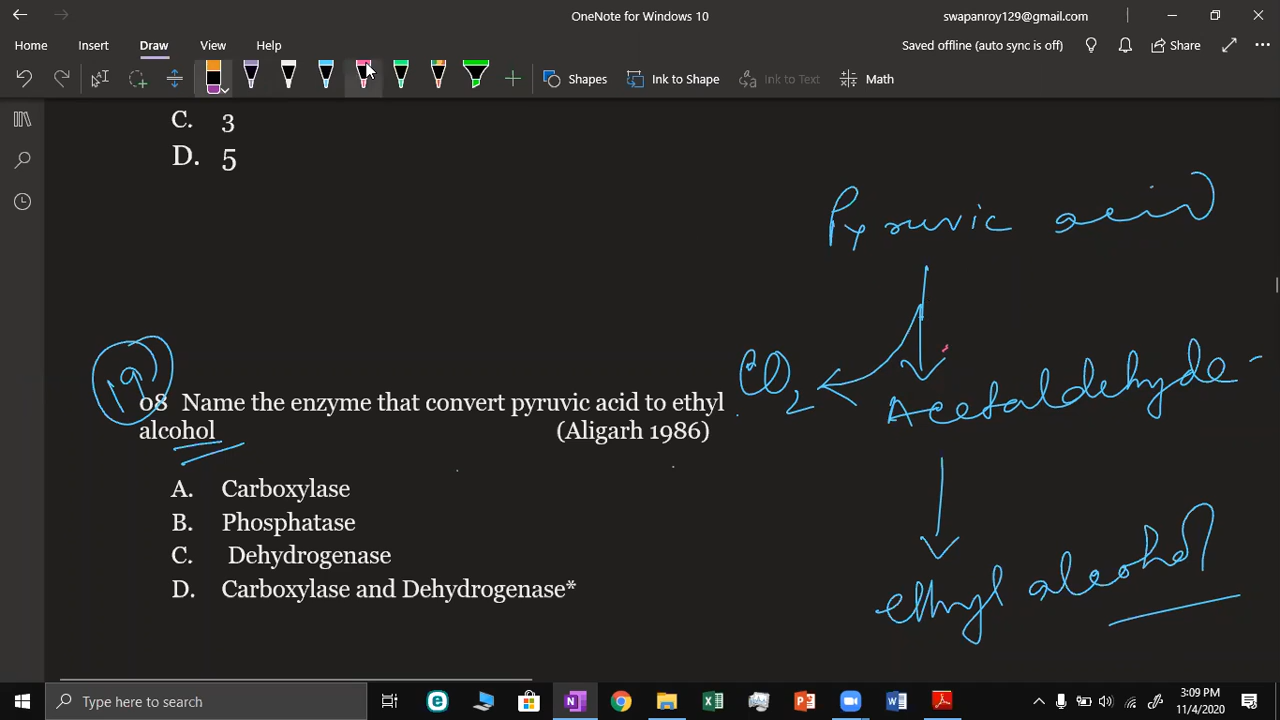 OneNote for Windows 10
swapanroy129@gmail.com
Home Insert Draw View Help
Saved offline (auto sync is off)
Share
Shapes
Ink to Shape
Ink to Text
Math
C. 3
D. 5
Pyruvic acid
CO2
Acetaldehyde
ethyl alcohol
19
08 Name the enzyme that convert pyruvic acid to ethyl
alcohol (Aligarh 1986)
A. Carboxylase
B. Phosphatase
C. Dehydrogenase
D. Carboxylase and Dehydrogenase*
Type here to search
3:09 PM
11/4/2020